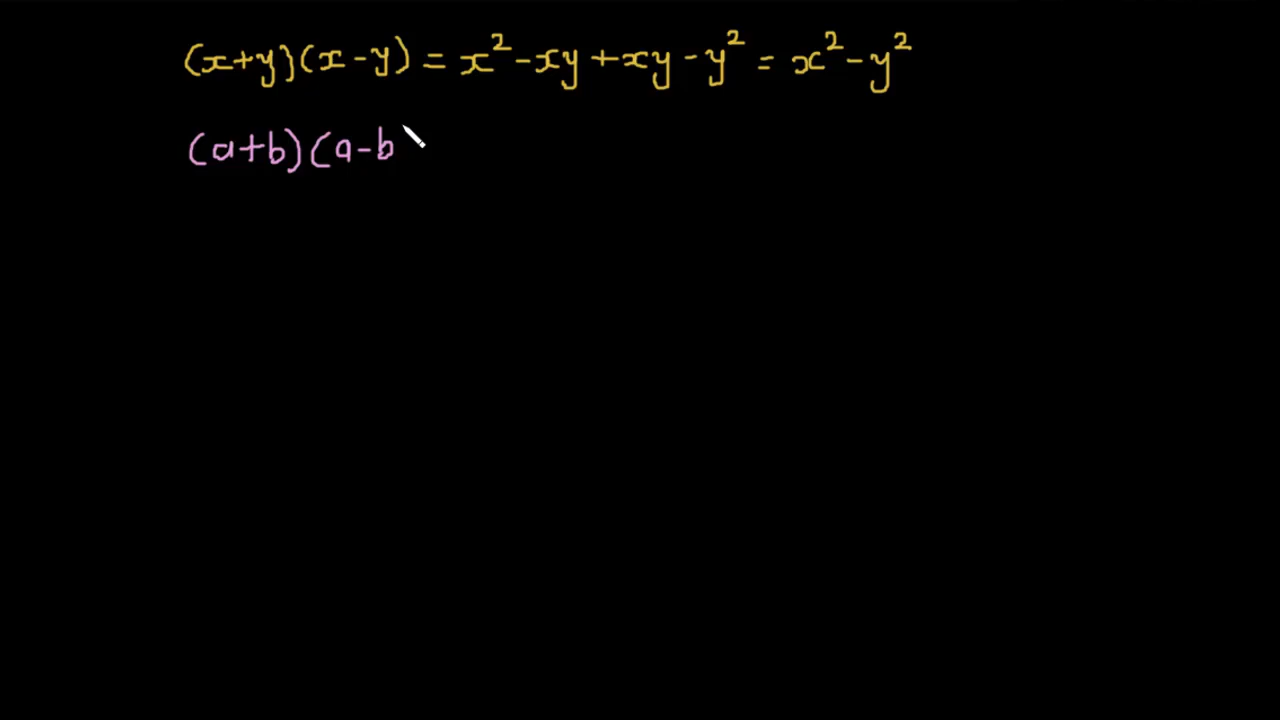 (x+y)(x-y) = x² - xy + xy - y² = x² - y²
(a+b)(a-b